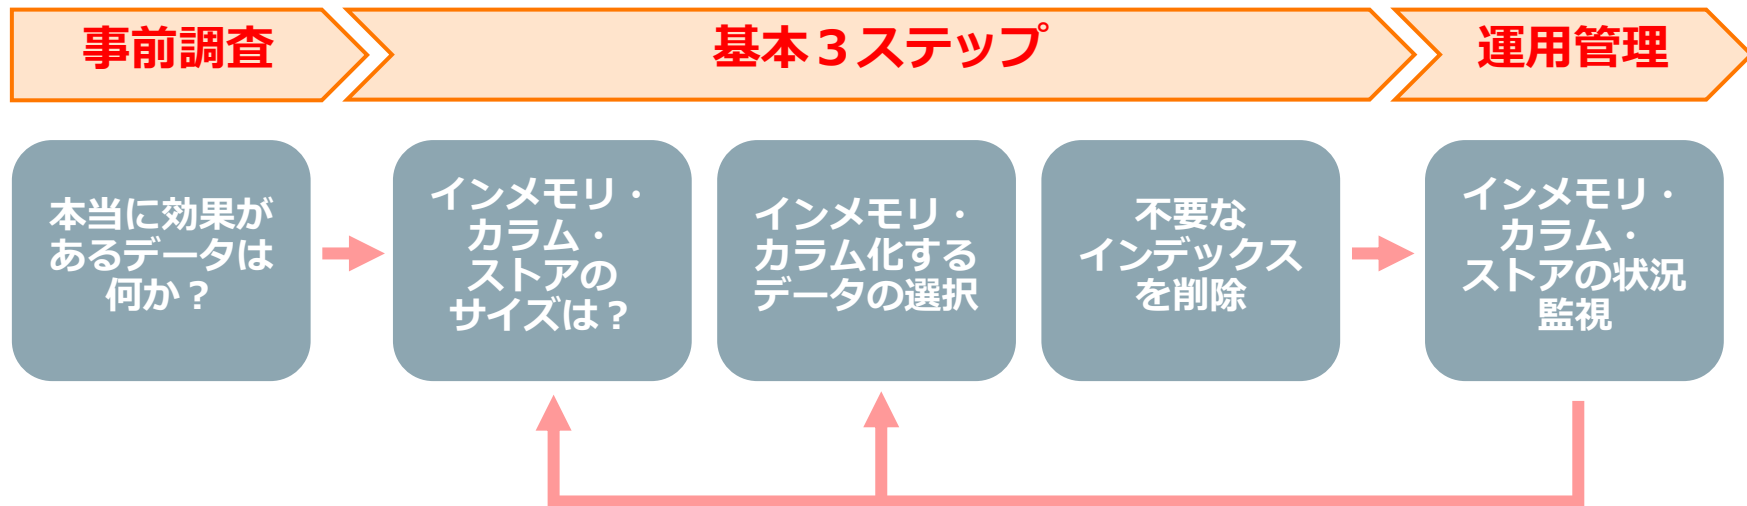 事前調査
基本３ステップ
運用管理
本当に効果が
あるデータは
何か？
インメモリ・
カラム・
ストアの
サイズは？
インメモリ・
カラム化する
データの選択
不要な
インデックス
を削除
インメモリ・
カラム・
ストアの状況
監視